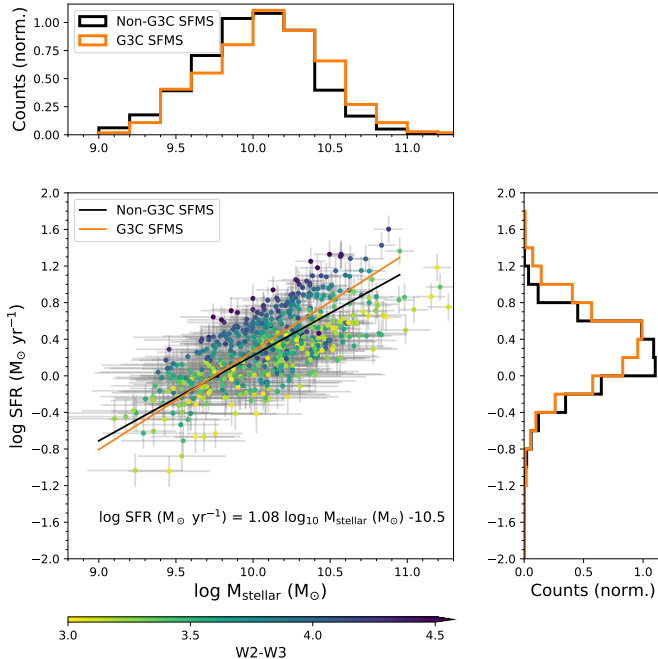 Counts (norm.)
1.00
0.75
0.50
0.25
0.00
Non-G3C SFMS
G3C SFMS
9.0 9.5 10.0 10.5 11.0
log SFR (M⊙ yr⁻¹)
2.0
1.6
1.2
0.8
0.4
0.0
−0.4
−0.8
−1.2
−1.6
−2.0
Non-G3C SFMS
G3C SFMS
log SFR (M⊙ yr⁻¹) = 1.08 log₁₀ Mstellar (M⊙) -10.5
9.0 9.5 10.0 10.5 11.0
log Mstellar (M⊙)
2.0
1.6
1.2
0.8
0.4
0.0
−0.4
−0.8
−1.2
−1.6
−2.0
0.0 0.5 1.0
Counts (norm.)
3.0 3.5 4.0 4.5
W2-W3